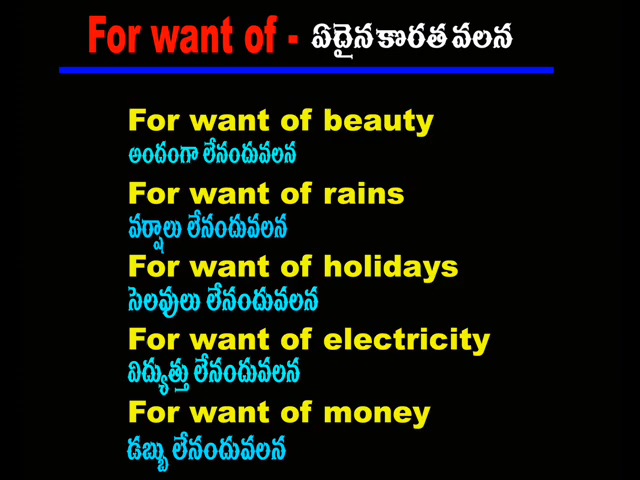 For want of - ఏదైన కొరత వలన
For want of beauty
అందంగా లేనందువలన
For want of rains
వర్షాలు లేనందువలన
For want of holidays
సెలవులు లేనందువలన
For want of electricity
విద్యుత్తు లేనందువలన
For want of money
డబ్బు లేనందువలన